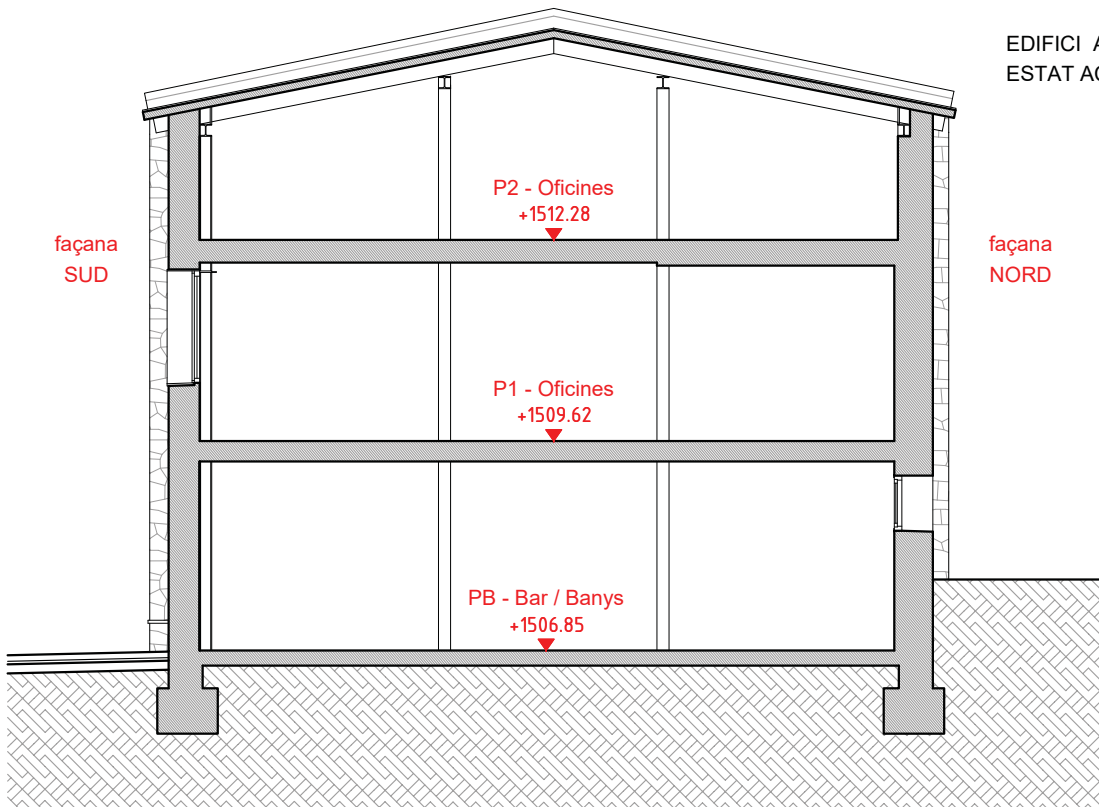 EDIFICI A
ESTAT
P2 - Oficines
+1512.28
façana
SUD
façana
NORD
P1 - Oficines
+1509.62
PB - Bar / Banys
+1506.85